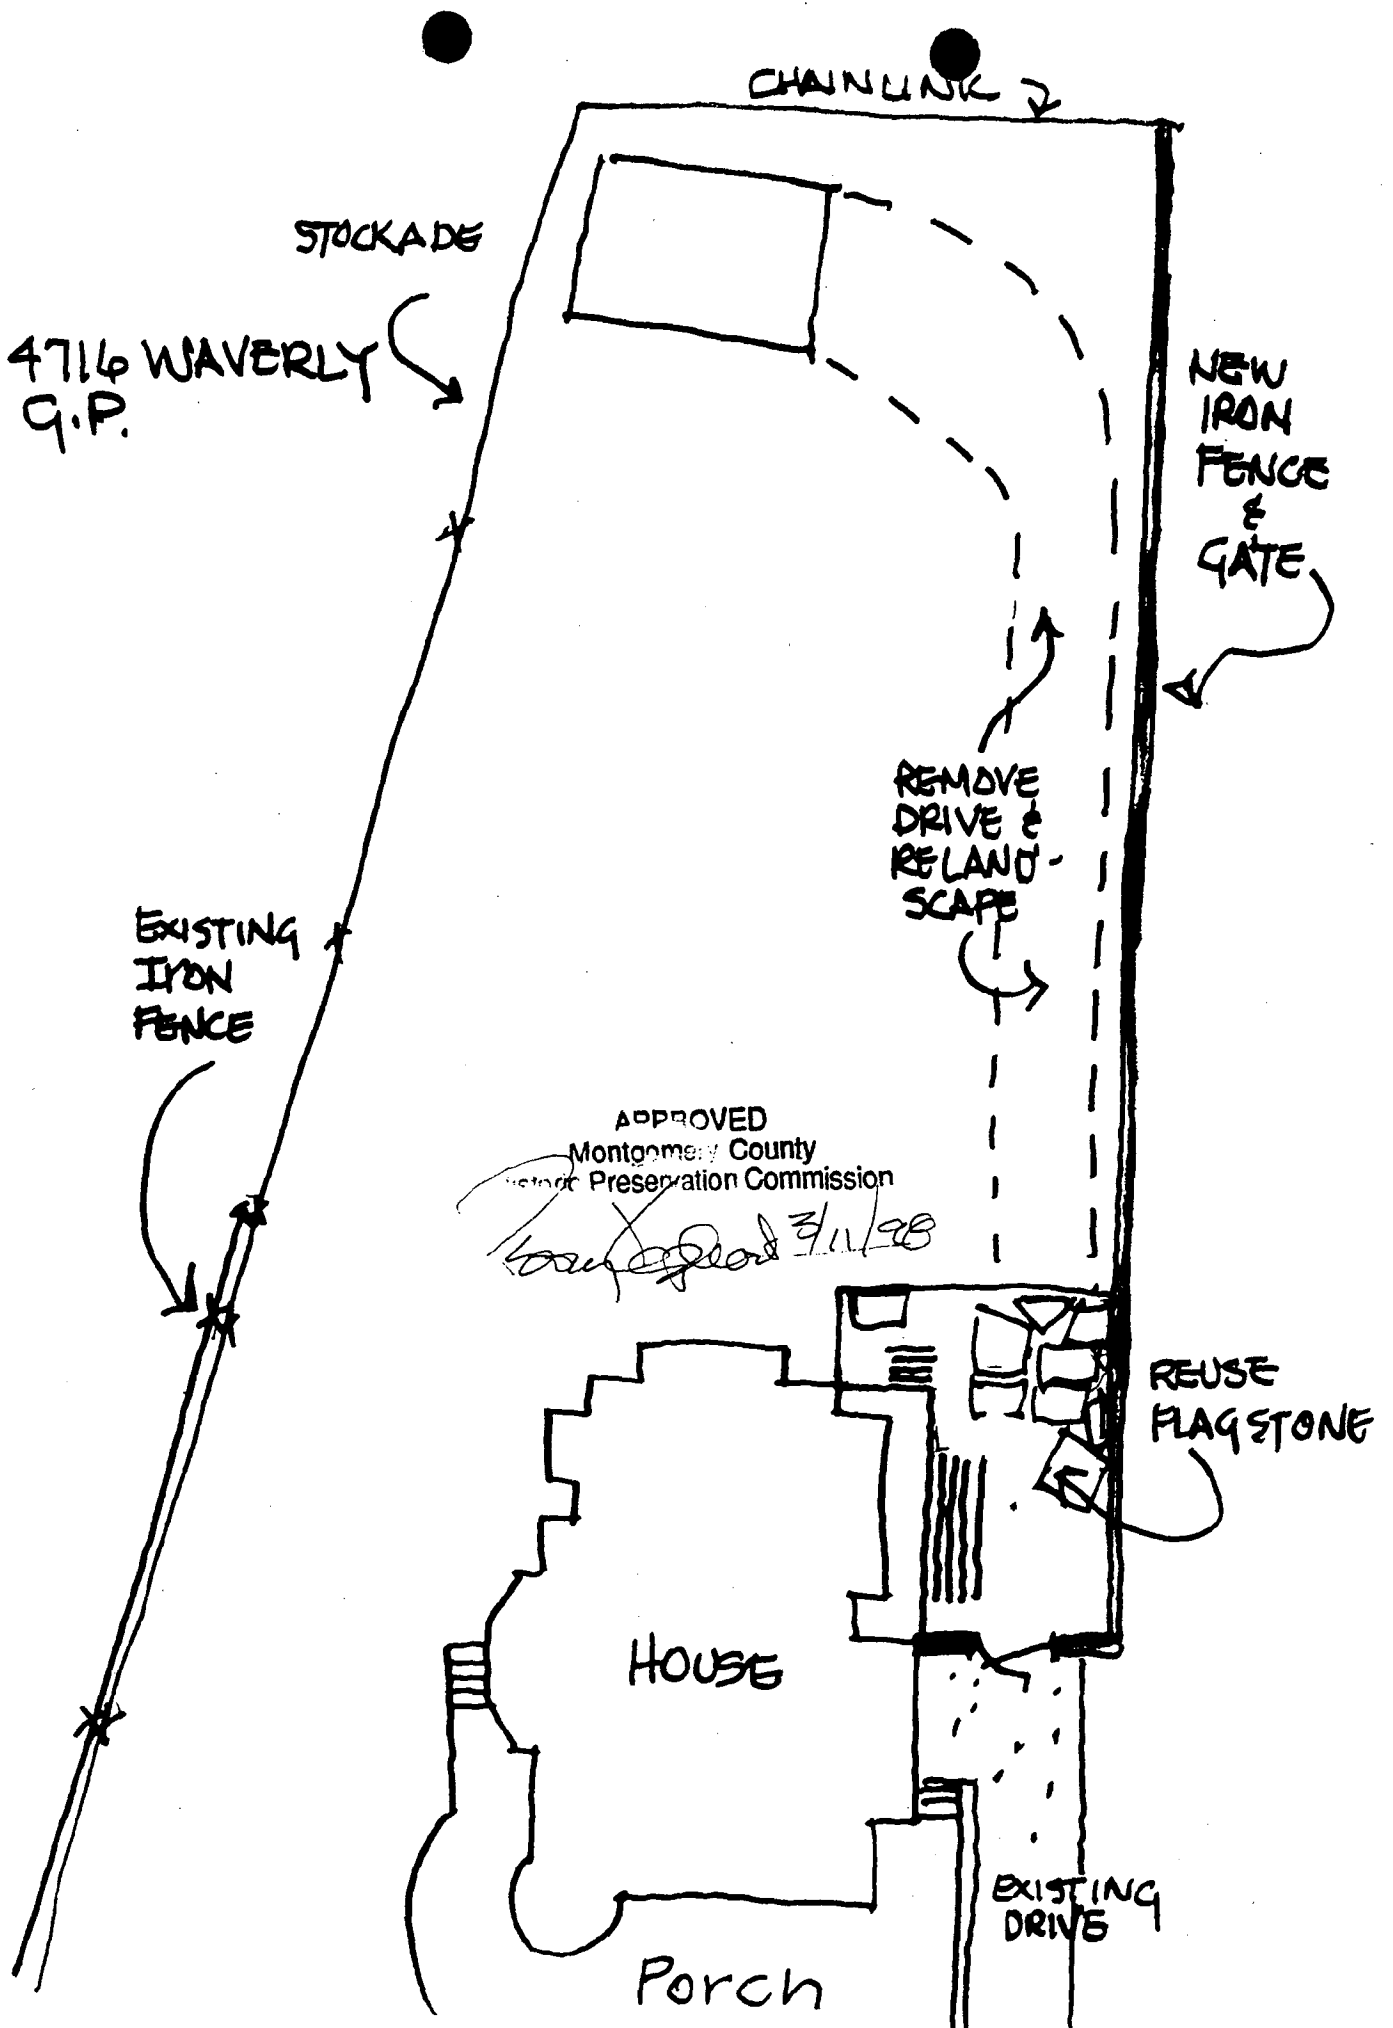 CHAINLINK
STOCKADE
4716 WAVERLY
G.P.
NEW
IRON
FENCE
&
GATE
REMOVE
DRIVE &
RELAND-
SCAPE
EXISTING
IRON
FENCE
APPROVED
Montgomery County
Historic Preservation Commission
3/11/98
REUSE
FLAGSTONE
HOUSE
EXISTING
DRIVE
Porch